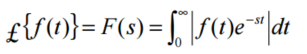 £{f(t)}= F(s)= ∫₀^∞ |f(t)e^{-st}|dt